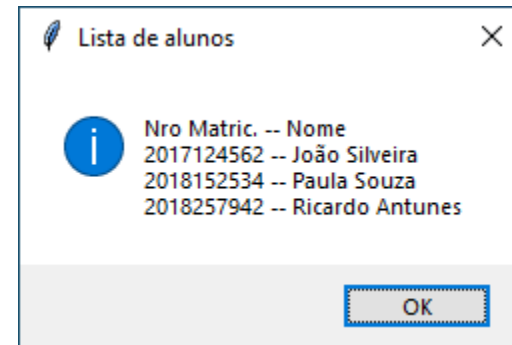 Lista de alunos
Nro Matric. -- Nome
2017124562 -- João Silveira
2018152534 -- Paula Souza
2018257942 -- Ricardo Antunes
OK